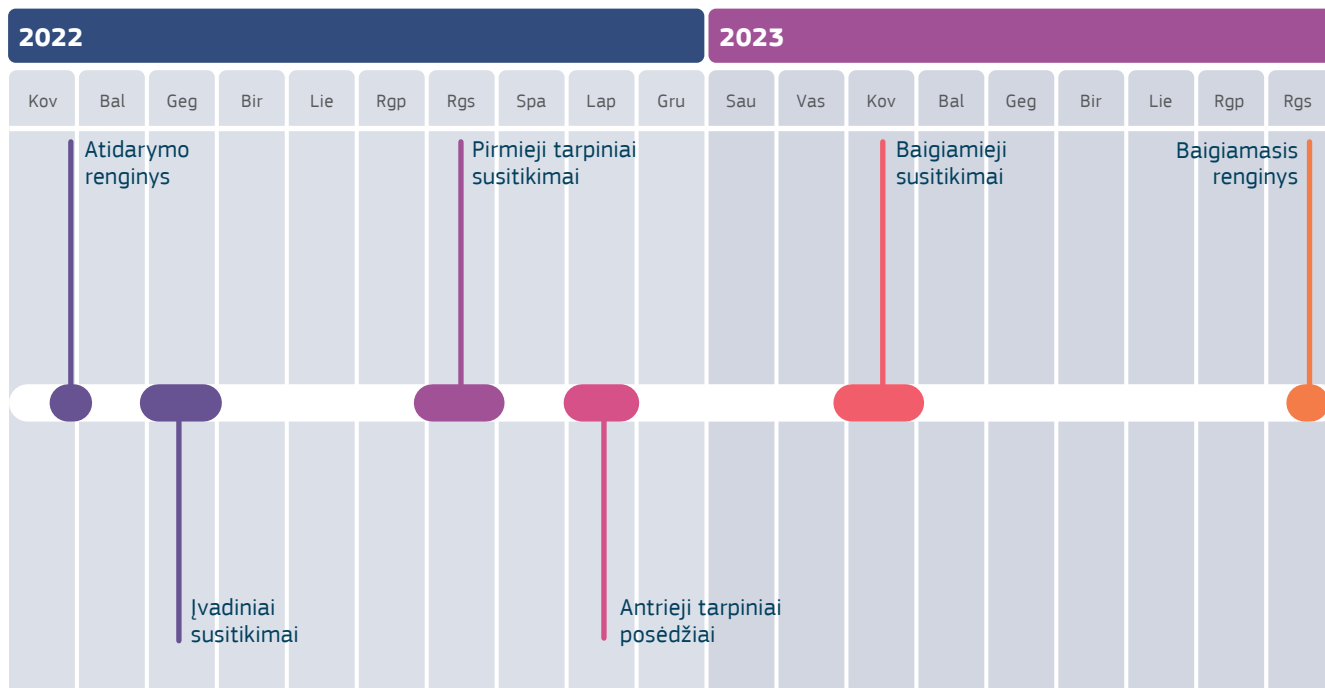 2022
2023
Kov Bal Geg Bir Lie Rgp Rgs Spa Lap Gru Sau Vas Kov Bal Geg Bir Lie Rgp Rgs
Atidarymo
renginys
Pirmieji tarpiniai
susitikimai
Baigiamieji
susitikimai
Baigiamasis
renginys
Įvadiniai
susitikimai
Antrieji tarpiniai
posėdžiai